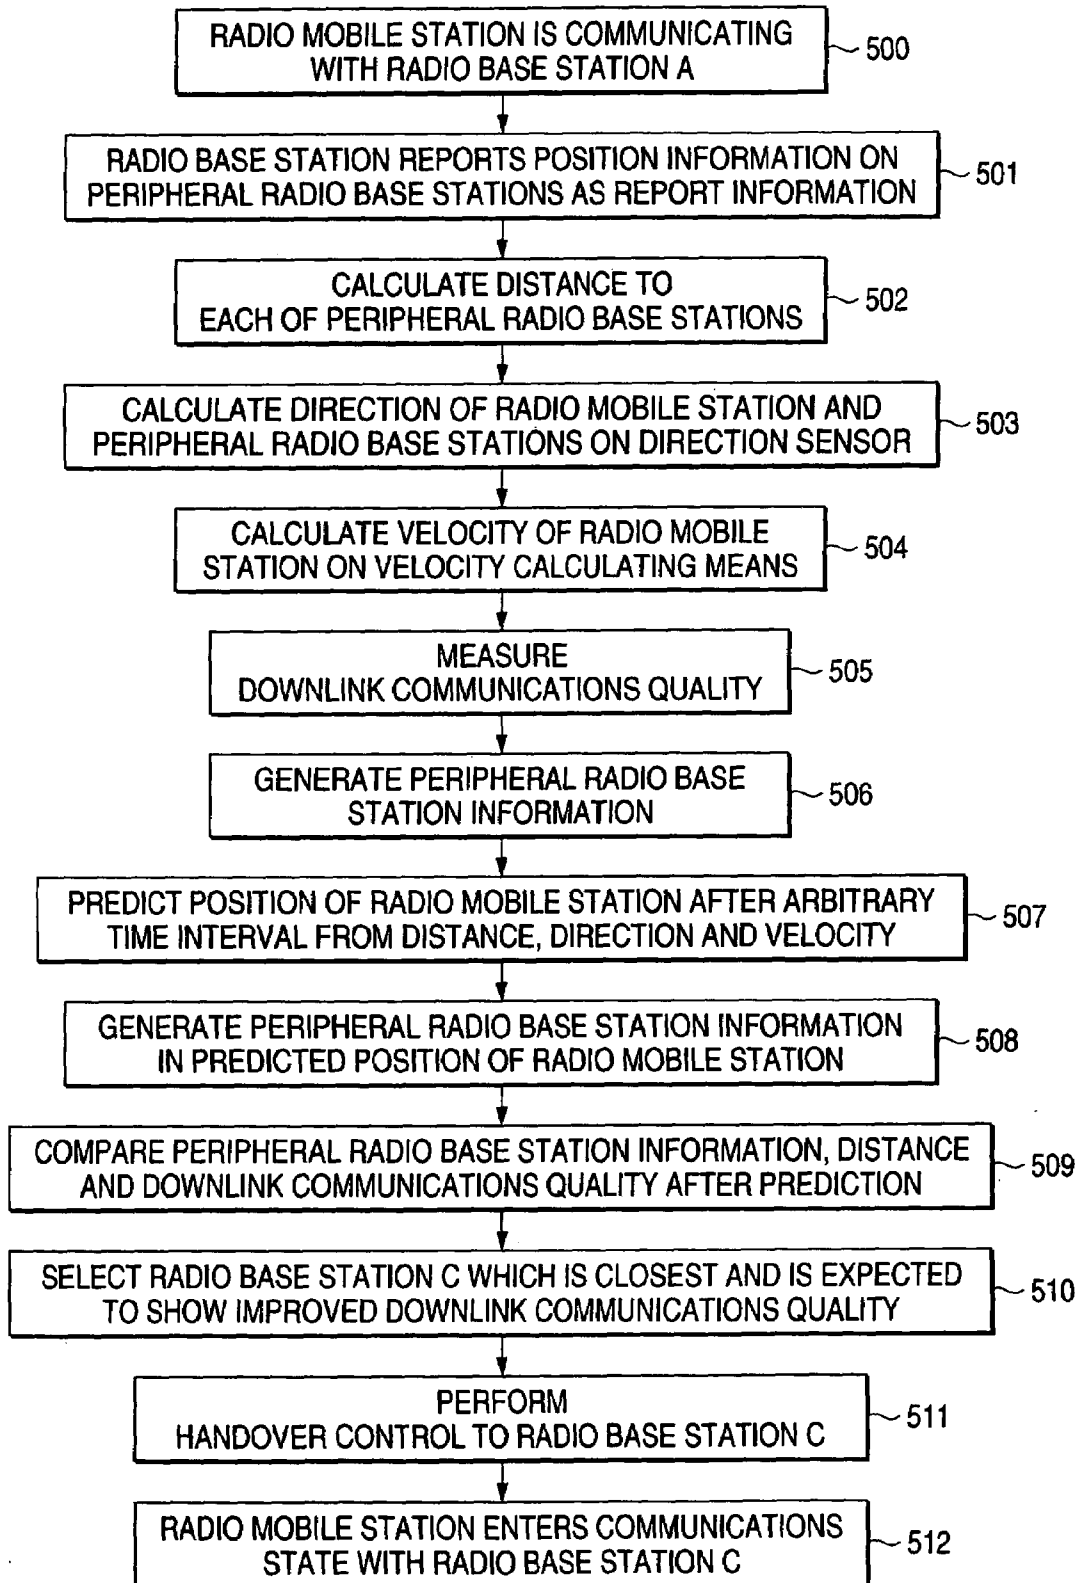 RADIO MOBILE STATION IS COMMUNICATING
WITH RADIO BASE STATION A
500
RADIO BASE STATION REPORTS POSITION INFORMATION ON
PERIPHERAL RADIO BASE STATIONS AS REPORT INFORMATION
501
CALCULATE DISTANCE TO
EACH OF PERIPHERAL RADIO BASE STATIONS
502
CALCULATE DIRECTION OF RADIO MOBILE STATION AND
PERIPHERAL RADIO BASE STATIONS ON DIRECTION SENSOR
503
CALCULATE VELOCITY OF RADIO MOBILE
STATION ON VELOCITY CALCULATING MEANS
504
MEASURE
DOWNLINK COMMUNICATIONS QUALITY
505
GENERATE PERIPHERAL RADIO BASE
STATION INFORMATION
506
PREDICT POSITION OF RADIO MOBILE STATION AFTER ARBITRARY
TIME INTERVAL FROM DISTANCE, DIRECTION AND VELOCITY
507
GENERATE PERIPHERAL RADIO BASE STATION INFORMATION
IN PREDICTED POSITION OF RADIO MOBILE STATION
508
COMPARE PERIPHERAL RADIO BASE STATION INFORMATION, DISTANCE
AND DOWNLINK COMMUNICATIONS QUALITY AFTER PREDICTION
509
SELECT RADIO BASE STATION C WHICH IS CLOSEST AND IS EXPECTED
TO SHOW IMPROVED DOWNLINK COMMUNICATIONS QUALITY
510
PERFORM
HANDOVER CONTROL TO RADIO BASE STATION C
511
RADIO MOBILE STATION ENTERS COMMUNICATIONS
STATE WITH RADIO BASE STATION C
512